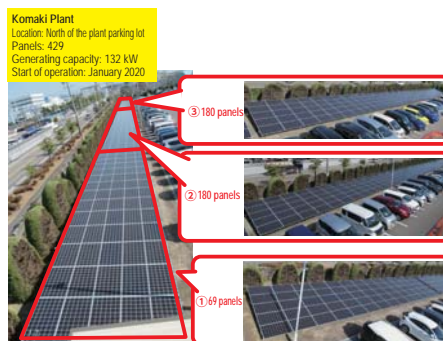 Komaki Plant
Location: North of the plant parking lot
Panels: 429
Generating capacity: 132 kW
Start of operation: January 2020
③180 panels
②180 panels
①69 panels